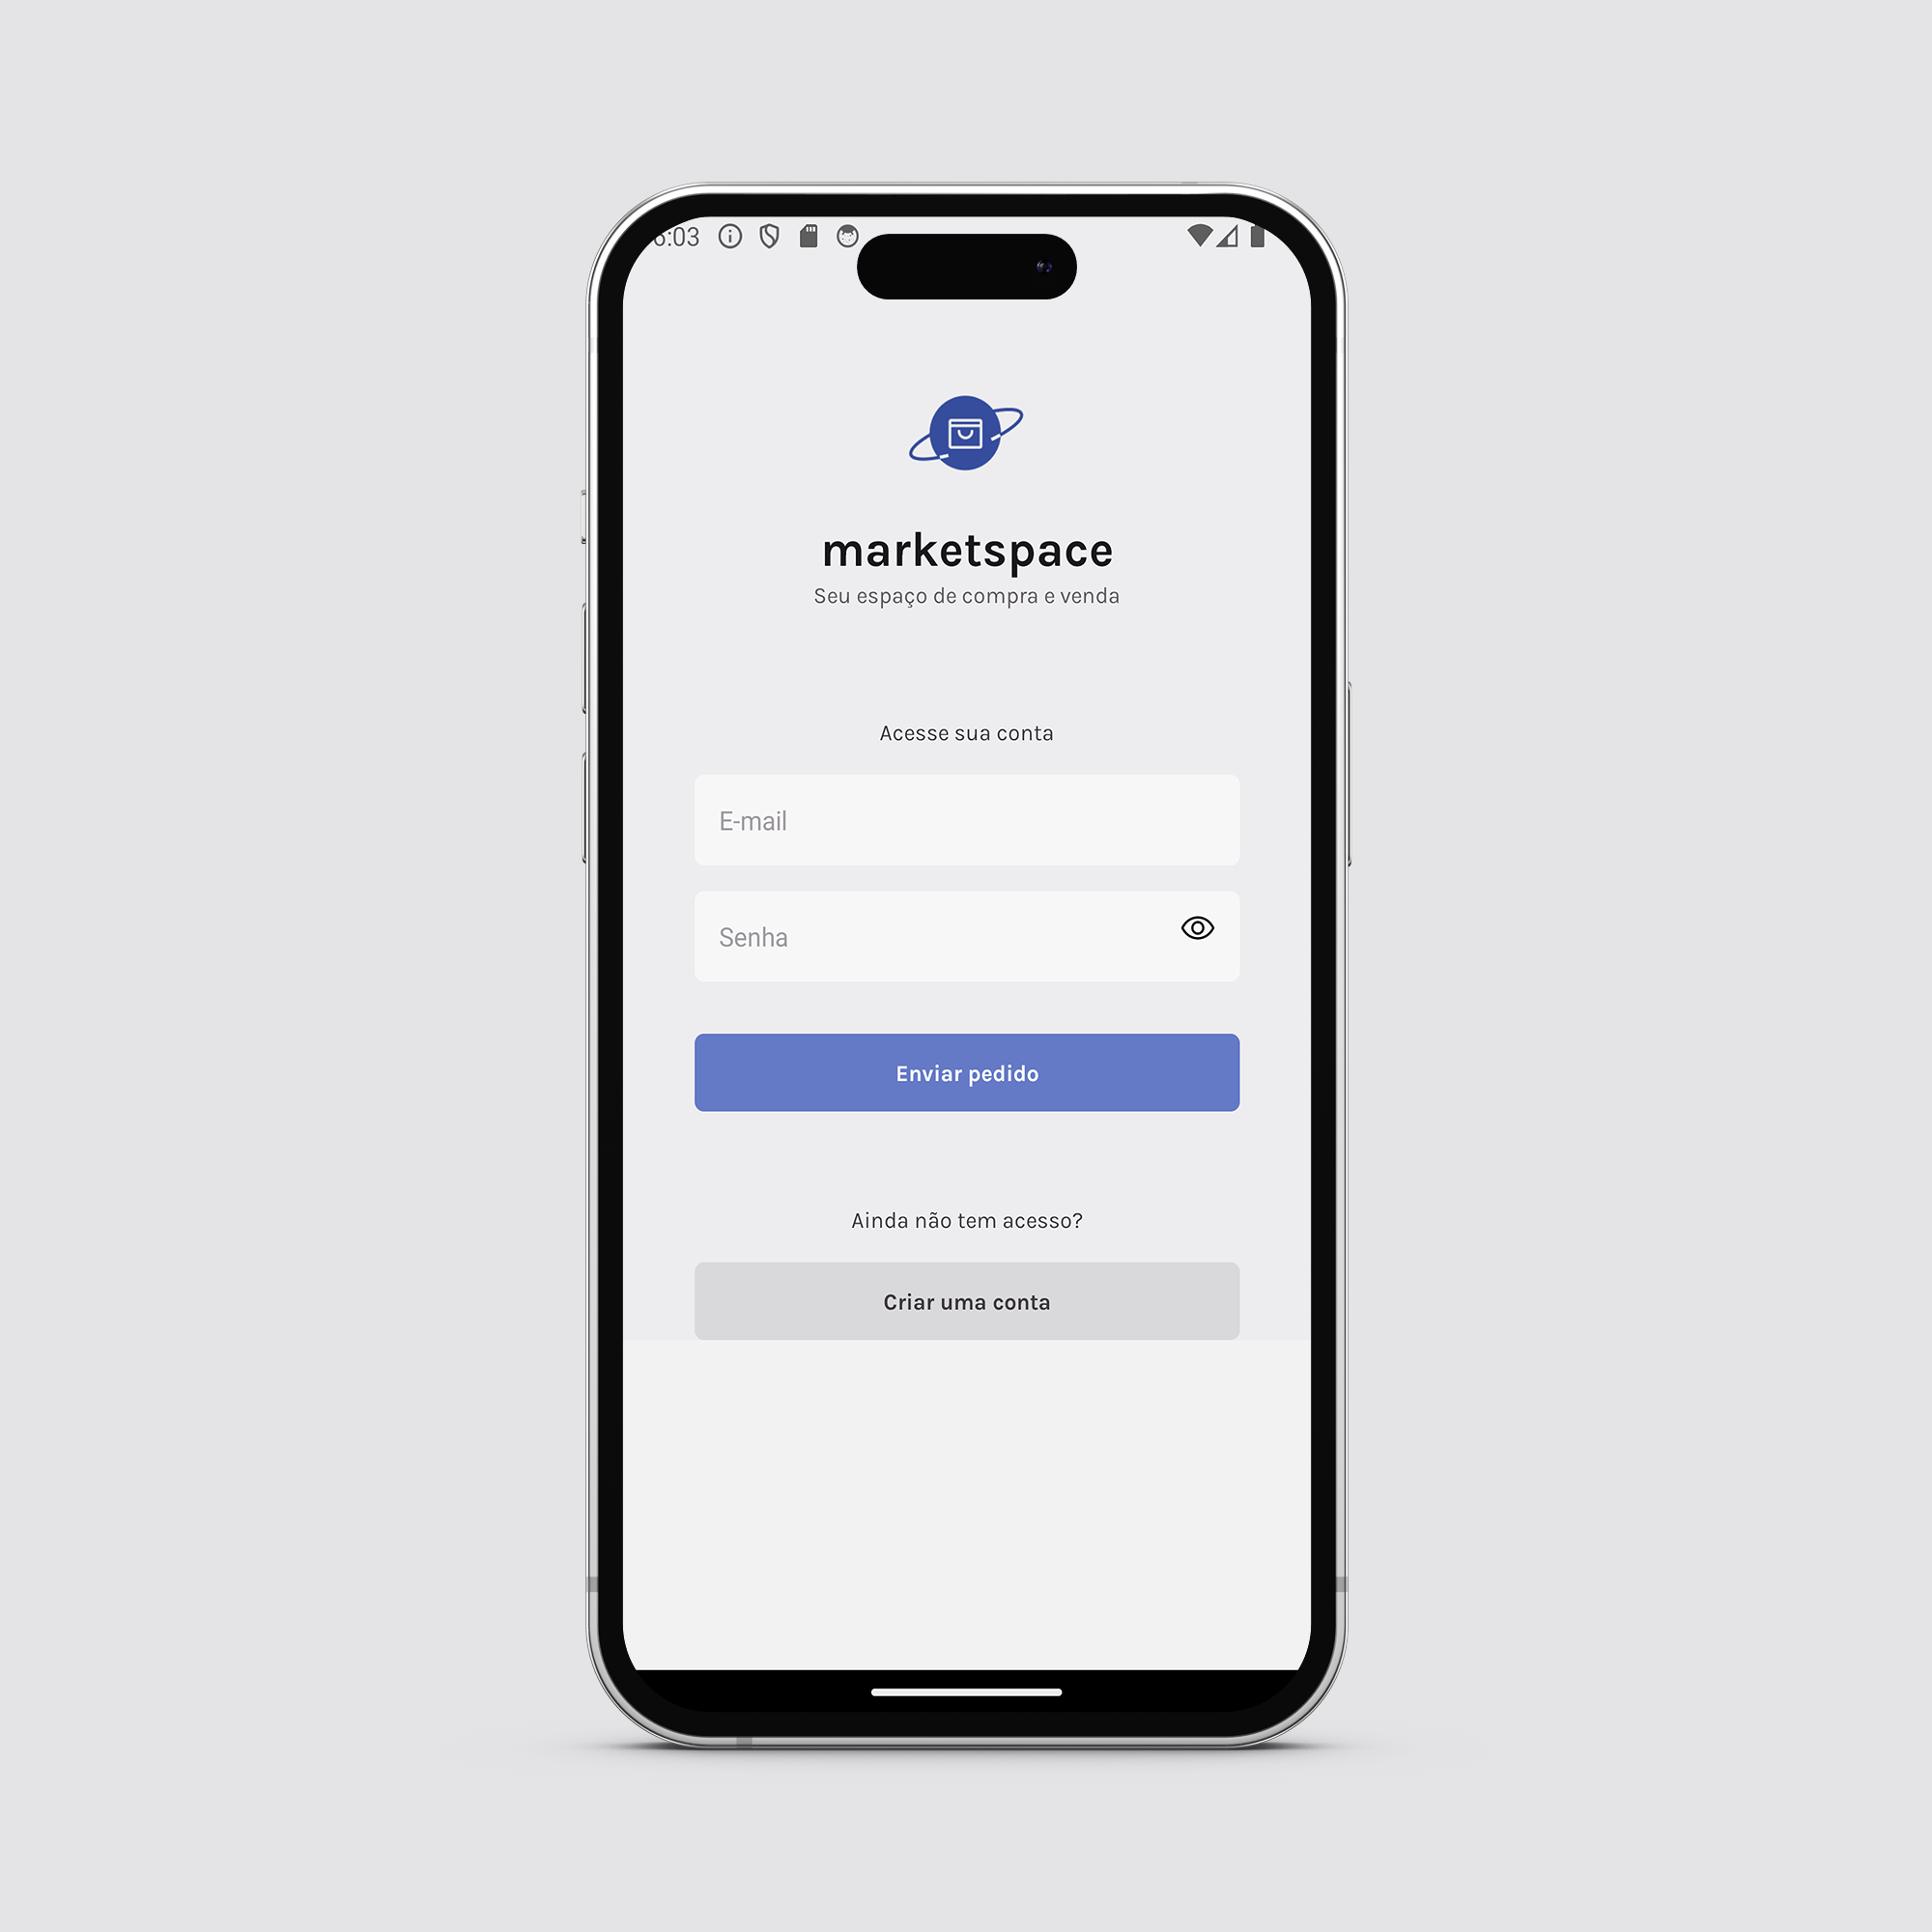 6:03
marketspace
Seu espaço de compra e venda
Acesse sua conta
E-mail
Senha
Enviar pedido
Ainda não tem acesso?
Criar uma conta